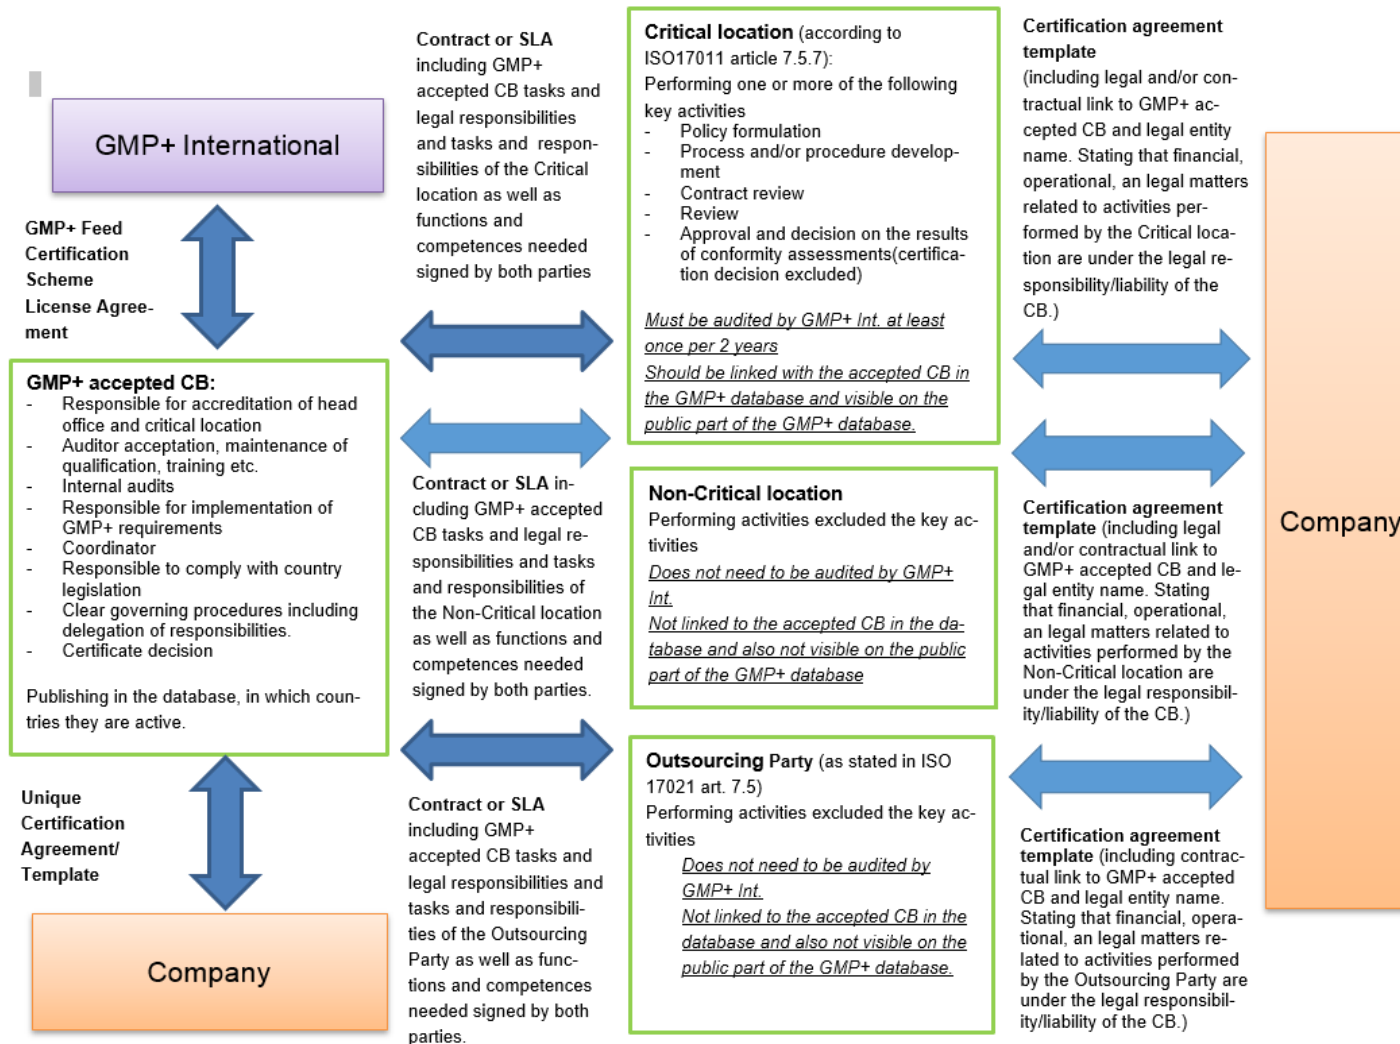 GMP+ International
GMP+ Feed
Certification
Scheme
License Agree-
ment
GMP+ accepted CB:
- Responsible for accreditation of head
office and critical location
- Auditor acceptation, maintenance of
qualification, training etc.
- Internal audits
- Responsible for implementation of
GMP+ requirements
- Coordinator
- Responsible to comply with country
legislation
- Clear governing procedures including
delegation of responsibilities.
- Certificate decision
Publishing in the database, in which coun-
tries they are active.
Unique
Certification
Agreement/
Template
Company
Contract or SLA
including GMP+
accepted CB tasks and
legal responsibilities
and tasks and respon-
sibilities of the Critical
location as well as
functions and
competences needed
signed by both parties
Contract or SLA in-
cluding GMP+ accepted
CB tasks and legal re-
sponsibilities and tasks
and responsibilities of
the Non-Critical location
as well as functions and
competences needed
signed by both parties.
Contract or SLA
including GMP+
accepted CB tasks and
legal responsibilities and
tasks and responsibili-
ties of the Outsourcing
Party as well as func-
tions and competences
needed signed by both
parties.
Critical location (according to
ISO17011 article 7.5.7):
Performing one or more of the following
key activities
- Policy formulation
- Process and/or procedure develop-
ment
- Contract review
- Review
- Approval and decision on the results
of conformity assessments(certifica-
tion decision excluded)
Must be audited by GMP+ Int. at least
once per 2 years
Should be linked with the accepted CB in
the GMP+ database and visible on the
public part of the GMP+ database.
Non-Critical location
Performing activities excluded the key ac-
tivities
Does not need to be audited by GMP+
Int.
Not linked to the accepted CB in the da-
tabase and also not visible on the public
part of the GMP+ database
Outsourcing Party (as stated in ISO
17021 art. 7.5)
Performing activities excluded the key ac-
tivities
Does not need to be audited by
GMP+ Int.
Not linked to the accepted CB in the
database and also not visible on the
public part of the GMP+ database.
Certification agreement
template
(including legal and/or con-
tractual link to GMP+ ac-
cepted CB and legal entity
name. Stating that financial,
operational, an legal matters
related to activities per-
formed by the Critical loca-
tion are under the legal re-
sponsibility/liability of the
CB.)
Certification agreement
template (including legal
and/or contractual link to
GMP+ accepted CB and le-
gal entity name. Stating
that financial, operational,
an legal matters related to
activities performed by the
Non-Critical location are
under the legal responsibil-
ity/liability of the CB.)
Certification agreement
template (including contrac-
tual link to GMP+ accepted
CB and legal entity name.
Stating that financial, opera-
tional, an legal matters re-
lated to activities performed
by the Outsourcing Party are
under the legal responsibil-
ity/liability of the CB.)
Company